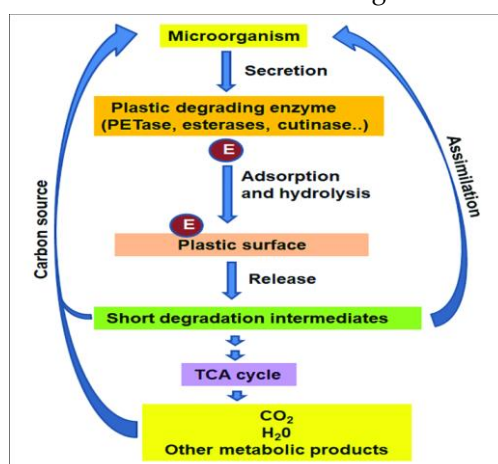 Microorganism
Secretion
Plastic degrading enzyme
(PETase, esterases, cutinase..)
E
Adsorption
and hydrolysis
E
Plastic surface
Release
Short degradation intermediates
TCA cycle
CO₂
H₂0
Other metabolic products
Carbon source
Assimilation